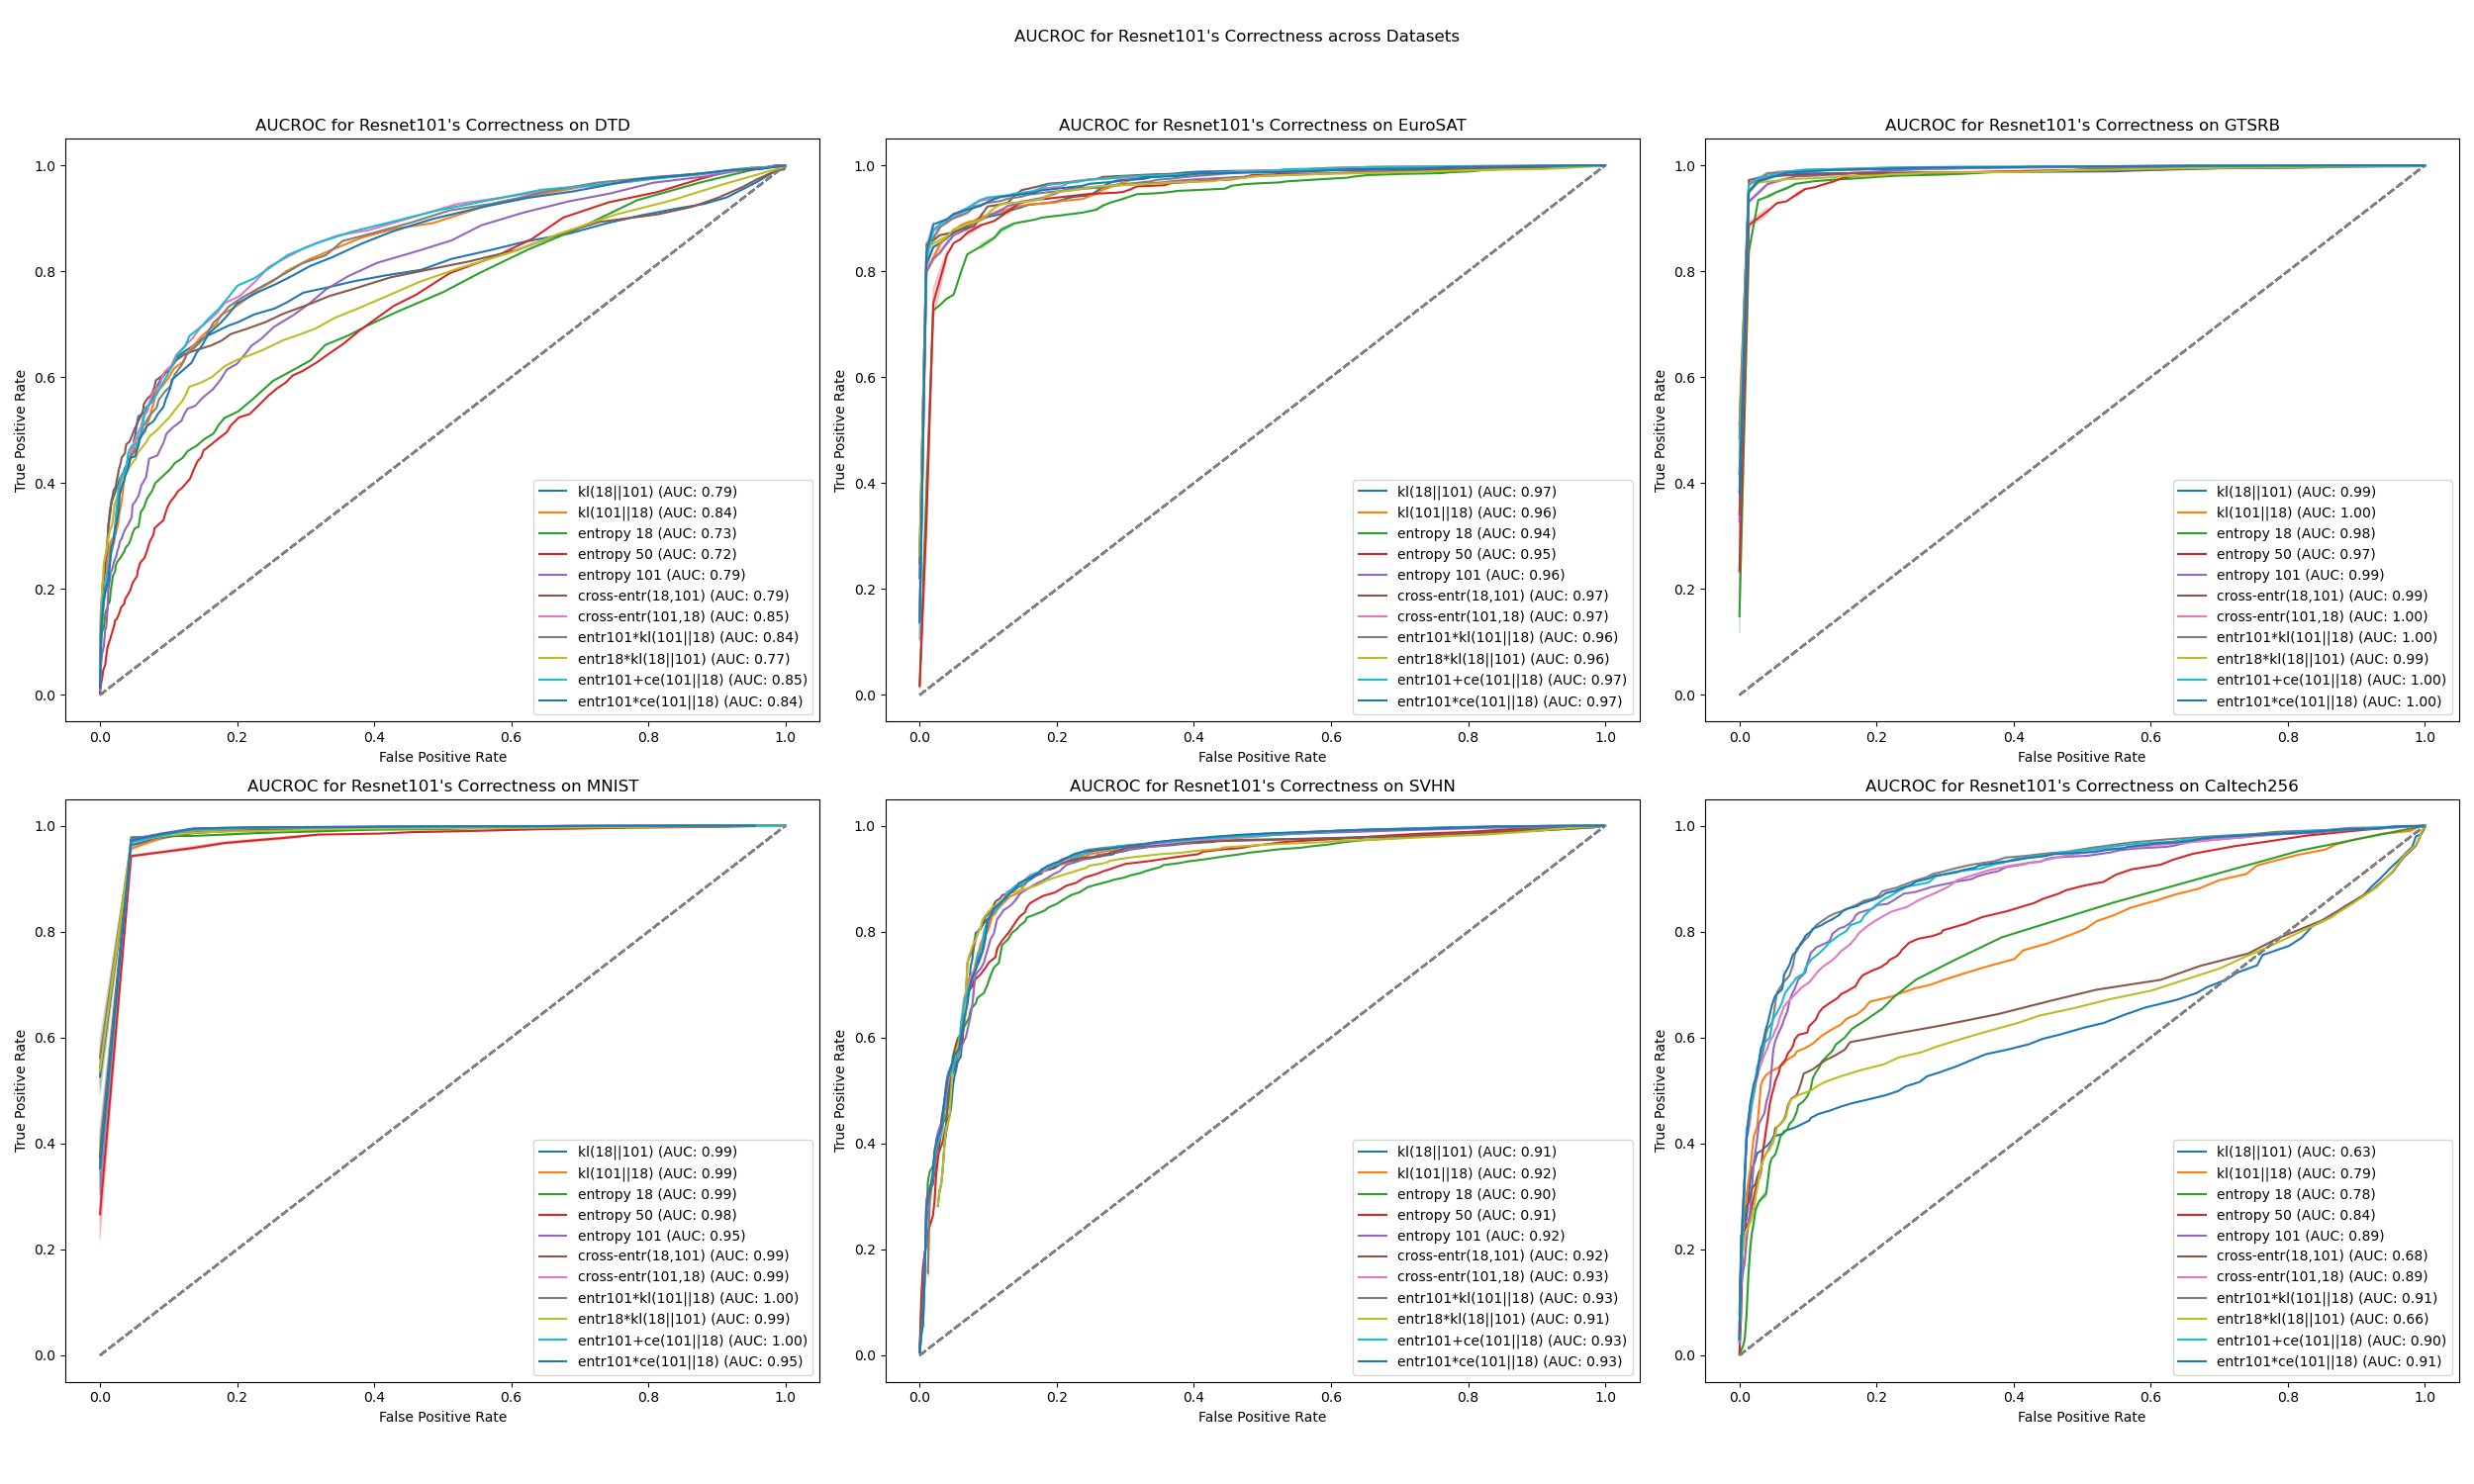 AUCROC for Resnet101's Correctness across Datasets
AUCROC for Resnet101's Correctness on DTD
True Positive Rate
1.0
0.8
0.6
0.4
0.2
0.0
kl(18||101) (AUC: 0.79)
kl(101||18) (AUC: 0.84)
entropy 18 (AUC: 0.73)
entropy 50 (AUC: 0.72)
entropy 101 (AUC: 0.79)
cross-entr(18,101) (AUC: 0.79)
cross-entr(101,18) (AUC: 0.85)
entr101*kl(101||18) (AUC: 0.84)
entr18*kl(18||101) (AUC: 0.77)
entr101+ce(101||18) (AUC: 0.85)
entr101*ce(101||18) (AUC: 0.84)
0.0 0.2 0.4 0.6 0.8 1.0
False Positive Rate
AUCROC for Resnet101's Correctness on EuroSAT
True Positive Rate
1.0
0.8
0.6
0.4
0.2
0.0
kl(18||101) (AUC: 0.97)
kl(101||18) (AUC: 0.96)
entropy 18 (AUC: 0.94)
entropy 50 (AUC: 0.95)
entropy 101 (AUC: 0.96)
cross-entr(18,101) (AUC: 0.97)
cross-entr(101,18) (AUC: 0.97)
entr101*kl(101||18) (AUC: 0.96)
entr18*kl(18||101) (AUC: 0.96)
entr101+ce(101||18) (AUC: 0.97)
entr101*ce(101||18) (AUC: 0.97)
0.0 0.2 0.4 0.6 0.8 1.0
False Positive Rate
AUCROC for Resnet101's Correctness on GTSRB
True Positive Rate
1.0
0.8
0.6
0.4
0.2
0.0
kl(18||101) (AUC: 0.99)
kl(101||18) (AUC: 1.00)
entropy 18 (AUC: 0.98)
entropy 50 (AUC: 0.97)
entropy 101 (AUC: 0.99)
cross-entr(18,101) (AUC: 0.99)
cross-entr(101,18) (AUC: 1.00)
entr101*kl(101||18) (AUC: 1.00)
entr18*kl(18||101) (AUC: 0.99)
entr101+ce(101||18) (AUC: 1.00)
entr101*ce(101||18) (AUC: 1.00)
0.0 0.2 0.4 0.6 0.8 1.0
False Positive Rate
AUCROC for Resnet101's Correctness on MNIST
True Positive Rate
1.0
0.8
0.6
0.4
0.2
0.0
kl(18||101) (AUC: 0.99)
kl(101||18) (AUC: 0.99)
entropy 18 (AUC: 0.99)
entropy 50 (AUC: 0.98)
entropy 101 (AUC: 0.95)
cross-entr(18,101) (AUC: 0.99)
cross-entr(101,18) (AUC: 0.99)
entr101*kl(101||18) (AUC: 1.00)
entr18*kl(18||101) (AUC: 0.99)
entr101+ce(101||18) (AUC: 1.00)
entr101*ce(101||18) (AUC: 0.95)
0.0 0.2 0.4 0.6 0.8 1.0
False Positive Rate
AUCROC for Resnet101's Correctness on SVHN
True Positive Rate
1.0
0.8
0.6
0.4
0.2
0.0
kl(18||101) (AUC: 0.91)
kl(101||18) (AUC: 0.92)
entropy 18 (AUC: 0.90)
entropy 50 (AUC: 0.91)
entropy 101 (AUC: 0.92)
cross-entr(18,101) (AUC: 0.92)
cross-entr(101,18) (AUC: 0.93)
entr101*kl(101||18) (AUC: 0.93)
entr18*kl(18||101) (AUC: 0.91)
entr101+ce(101||18) (AUC: 0.93)
entr101*ce(101||18) (AUC: 0.93)
0.0 0.2 0.4 0.6 0.8 1.0
False Positive Rate
AUCROC for Resnet101's Correctness on Caltech256
True Positive Rate
1.0
0.8
0.6
0.4
0.2
0.0
kl(18||101) (AUC: 0.63)
kl(101||18) (AUC: 0.79)
entropy 18 (AUC: 0.78)
entropy 50 (AUC: 0.84)
entropy 101 (AUC: 0.89)
cross-entr(18,101) (AUC: 0.68)
cross-entr(101,18) (AUC: 0.89)
entr101*kl(101||18) (AUC: 0.91)
entr18*kl(18||101) (AUC: 0.66)
entr101+ce(101||18) (AUC: 0.90)
entr101*ce(101||18) (AUC: 0.91)
0.0 0.2 0.4 0.6 0.8 1.0
False Positive Rate